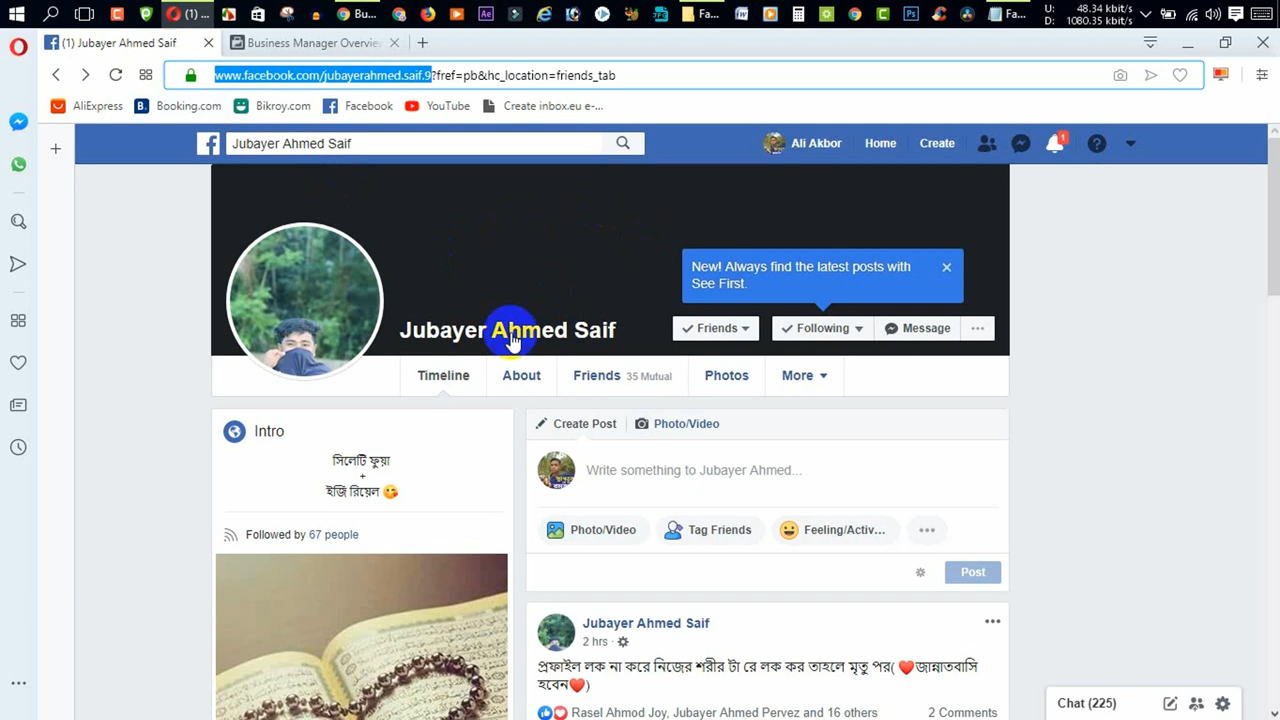 (1) ...
Bu...
Fa...
Fa...
U: 48.34 kbit/s
D: 1080.35 kbit/s
(1) Jubayer Ahmed Saif
Business Manager Overvie
www.facebook.com/jubayerahmed.saif.9?fref=pb&hc_location=friends_tab
AliExpress
Booking.com
Bikroy.com
Facebook
YouTube
Create inbox.eu e-...
Jubayer Ahmed Saif
Ali Akbor
Home
Create
1
New! Always find the latest posts with
See First.
Jubayer Ahmed Saif
Friends
Following
Message
Timeline
About
Friends 35 Mutual
Photos
More
Intro
সিলেটি ফুয়া
+
ইজি রিয়েল 😋
Followed by 67 people
Create Post
Photo/Video
Write something to Jubayer Ahmed...
Photo/Video
Tag Friends
Feeling/Activ...
Post
Jubayer Ahmed Saif
2 hrs
প্রফাইল লক না করে নিজের শরীর টা রে লক কর তাহলে মৃতু পর( ❤জান্নাতবাসি
হবেন❤)
Rasel Ahmod Joy, Jubayer Ahmed Pervez and 16 others
2 Comments
Chat (225)